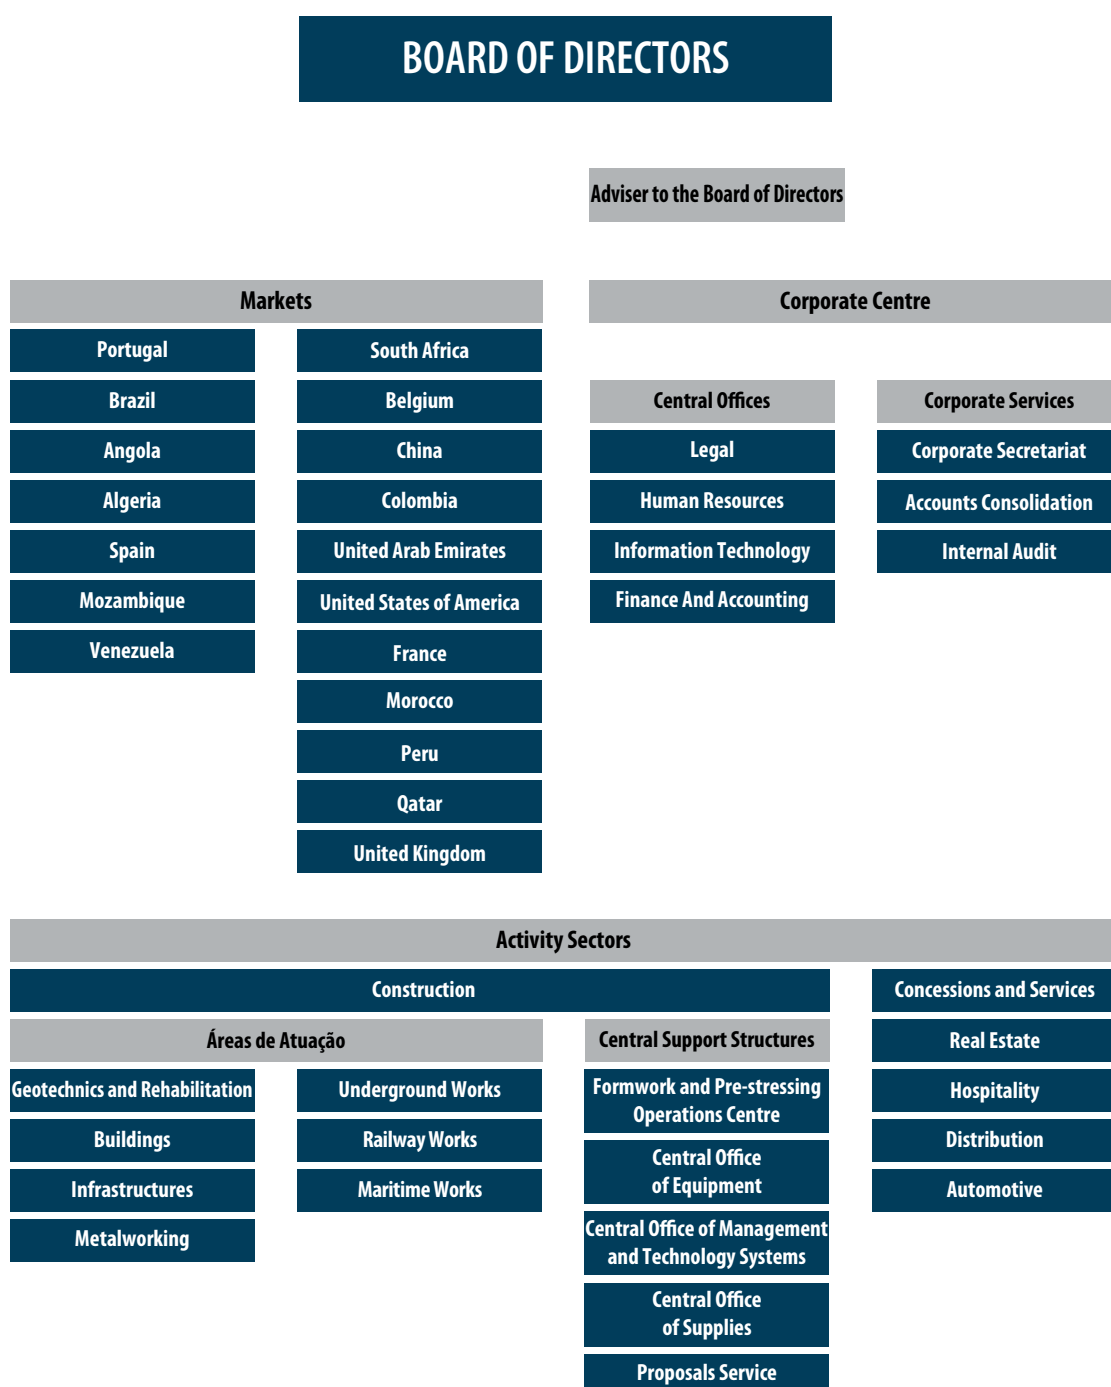 BOARD OF DIRECTORS
Adviser to the Board of Directors
Markets
Portugal
Brazil
Angola
Algeria
Spain
Mozambique
Venezuela
South Africa
Belgium
China
Colombia
United Arab Emirates
United States of America
France
Morocco
Peru
Qatar
United Kingdom
Corporate Centre
Central Offices
Legal
Human Resources
Information Technology
Finance And Accounting
Corporate Services
Corporate Secretariat
Accounts Consolidation
Internal Audit
Activity Sectors
Construction
Áreas de Atuação
Geotechnics and Rehabilitation
Buildings
Infrastructures
Metalworking
Underground Works
Railway Works
Maritime Works
Central Support Structures
Formwork and Pre-stressing
Operations Centre
Central Office
of Equipment
Central Office of Management
and Technology Systems
Central Office
of Supplies
Proposals Service
Concessions and Services
Real Estate
Hospitality
Distribution
Automotive